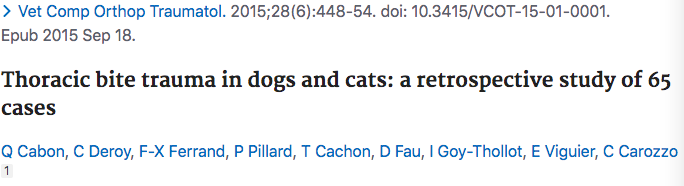 > Vet Comp Orthop Traumatol. 2015;28(6):448-54. doi: 10.3415/VCOT-15-01-0001.
Epub 2015 Sep 18.
Thoracic bite trauma in dogs and cats: a retrospective study of 65
cases
Q Cabon, C Deroy, F-X Ferrand, P Pillard, T Cachon, D Fau, I Goy-Thollot, E Viguier, C Carozzo
1